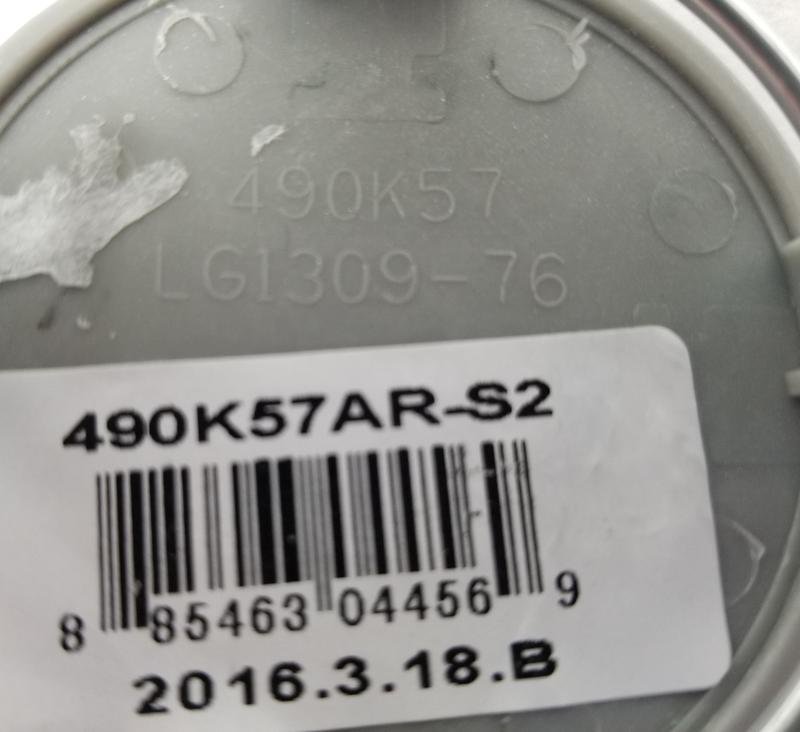 490K57
LG1309-76
490K57AR-S2
8 85463 04456 9
2016.3.18.B